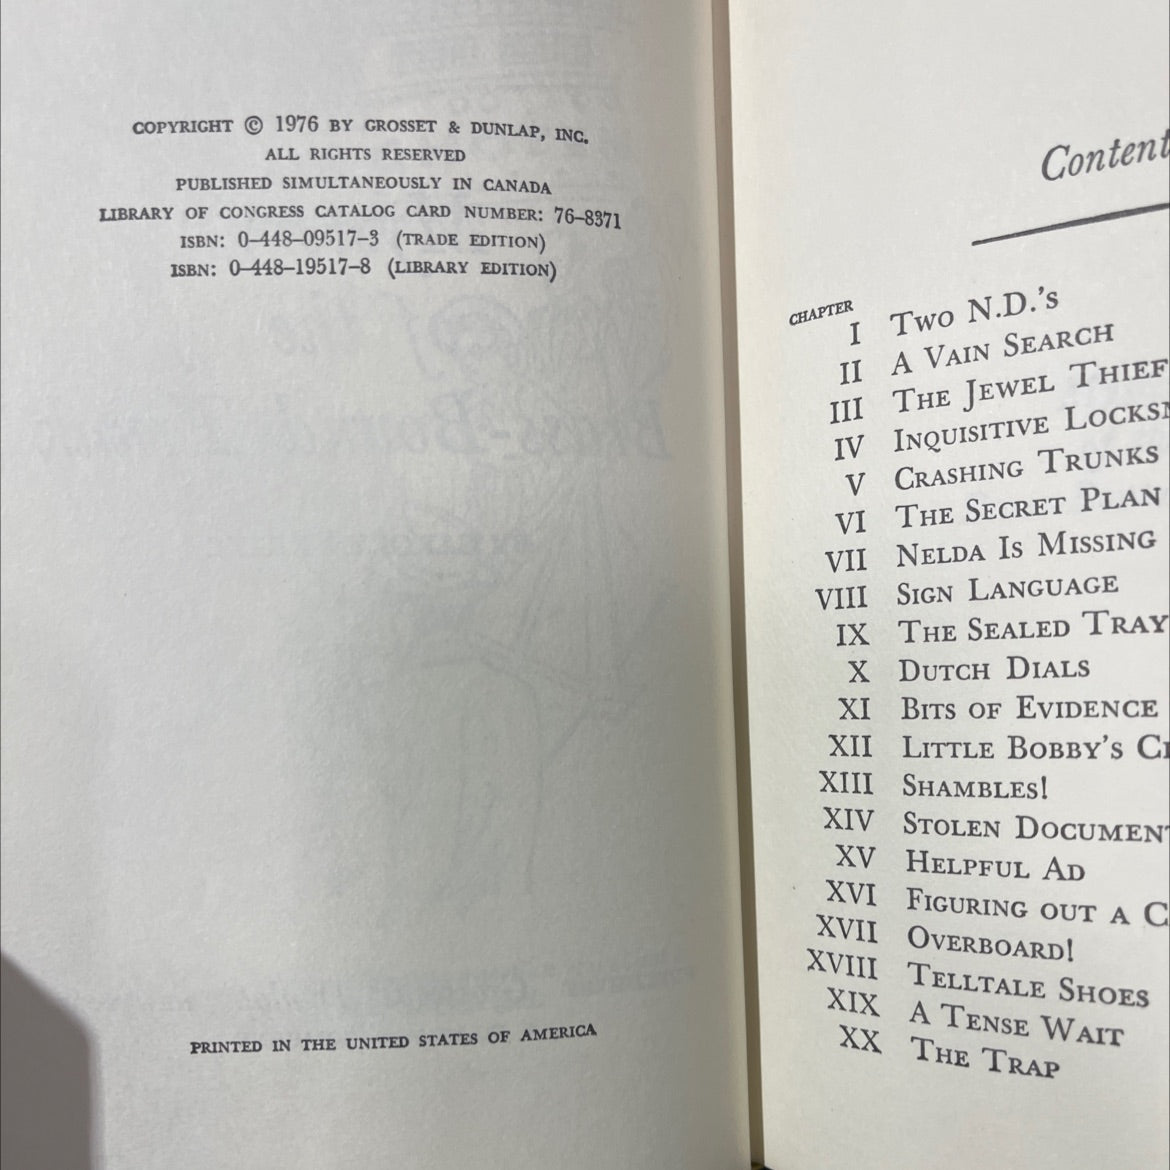 COPYRIGHT © 1976 BY GROSSET & DUNLAP, INC.
ALL RIGHTS RESERVED
PUBLISHED SIMULTANEOUSLY IN CANADA
LIBRARY OF CONGRESS CATALOG CARD NUMBER: 76–8371
ISBN: 0–448–09517–3 (TRADE EDITION)
ISBN: 0–448–19517–8 (LIBRARY EDITION)
PRINTED IN THE UNITED STATES OF AMERICA
Content
CHAPTER
I TWO N.D.'S
II A VAIN SEARCH
III THE JEWEL THIEF
IV INQUISITIVE LOCKS
V CRASHING TRUNKS
VI THE SECRET PLAN
VII NELDA IS MISSING
VIII SIGN LANGUAGE
IX THE SEALED TRAY
X DUTCH DIALS
XI BITS OF EVIDENCE
XII LITTLE BOBBY'S
XIII SHAMBLES!
XIV STOLEN DOCUMEN
XV HELPFUL AD
XVI FIGURING OUT A C
XVII OVERBOARD!
XVIII TELLTALE SHOES
XIX A TENSE WAIT
XX THE TRAP